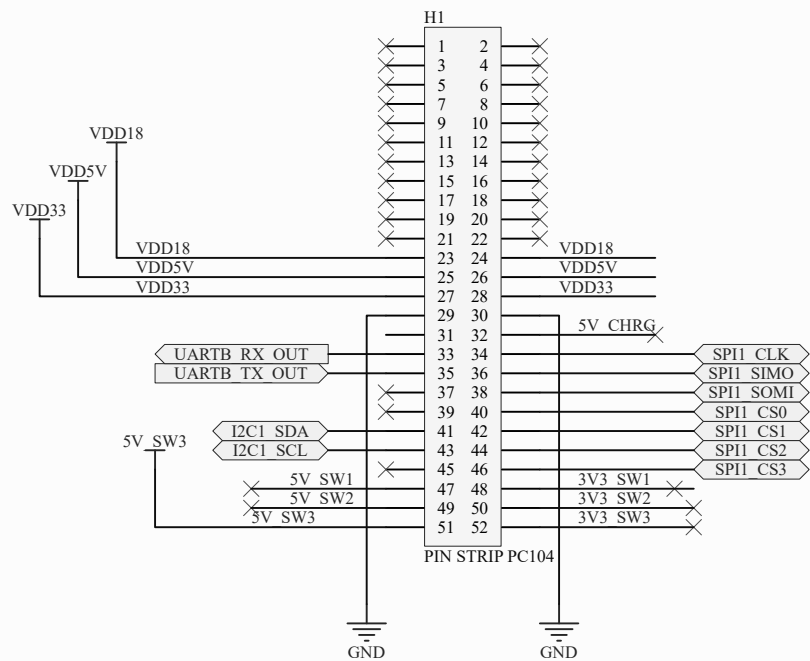 H1
1 2
3 4
5 6
7 8
9 10
VDD18 11 12
13 14
VDD5V 15 16
17 18
VDD33 19 20
21 22
VDD18 23 24 VDD18
VDD5V 25 26 VDD5V
VDD33 27 28 VDD33
29 30
31 32 5V_CHRG
UARTB_RX_OUT 33 34 SPI1_CLK
UARTB_TX_OUT 35 36 SPI1_SIMO
37 38 SPI1_SOMI
39 40 SPI1_CS0
I2C1_SDA 41 42 SPI1_CS1
5V_SW3 I2C1_SCL 43 44 SPI1_CS2
45 46 SPI1_CS3
5V_SW1 47 48 3V3_SW1
5V_SW2 49 50 3V3_SW2
5V_SW3 51 52 3V3_SW3
PIN STRIP PC104
GND GND